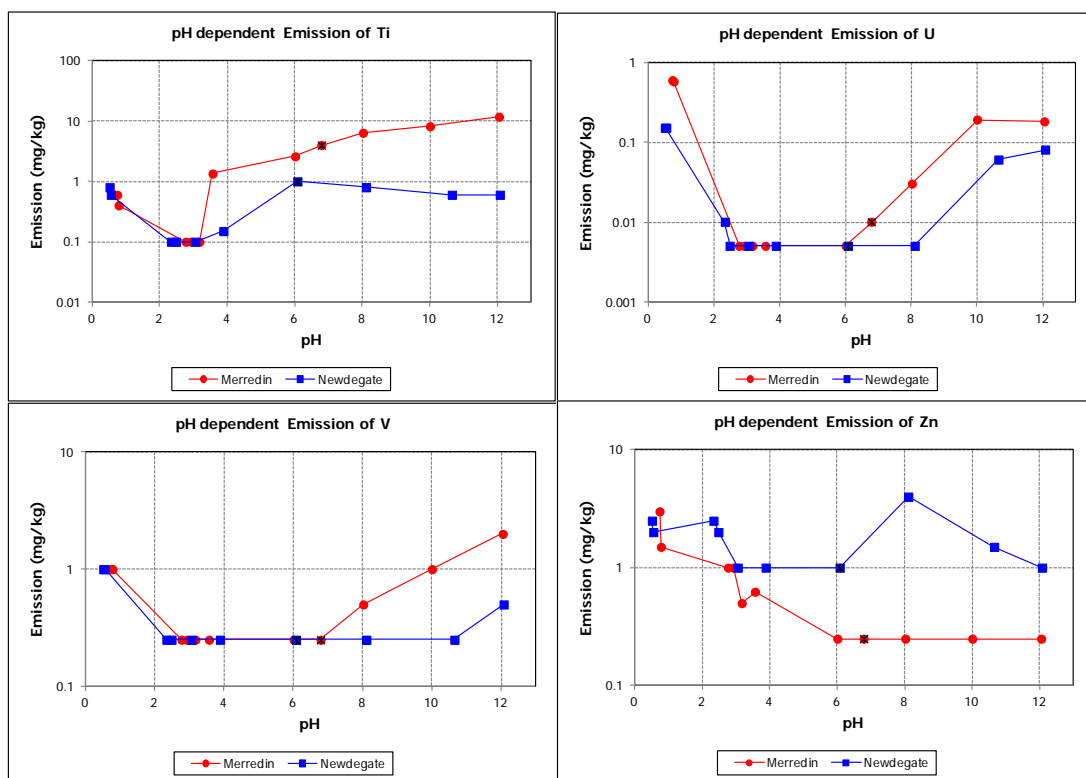 pH dependent Emission of Ti
Emission (mg/kg)
100
10
1
0.1
0.01
0 2 4 6 8 10 12
pH
Merredin Newdegate
pH dependent Emission of U
Emission (mg/kg)
1
0.1
0.01
0.001
0 2 4 6 8 10 12
pH
Merredin Newdegate
pH dependent Emission of V
Emission (mg/kg)
10
1
0.1
0 2 4 6 8 10 12
pH
Merredin Newdegate
pH dependent Emission of Zn
Emission (mg/kg)
10
1
0.1
0 2 4 6 8 10 12
pH
Merredin Newdegate